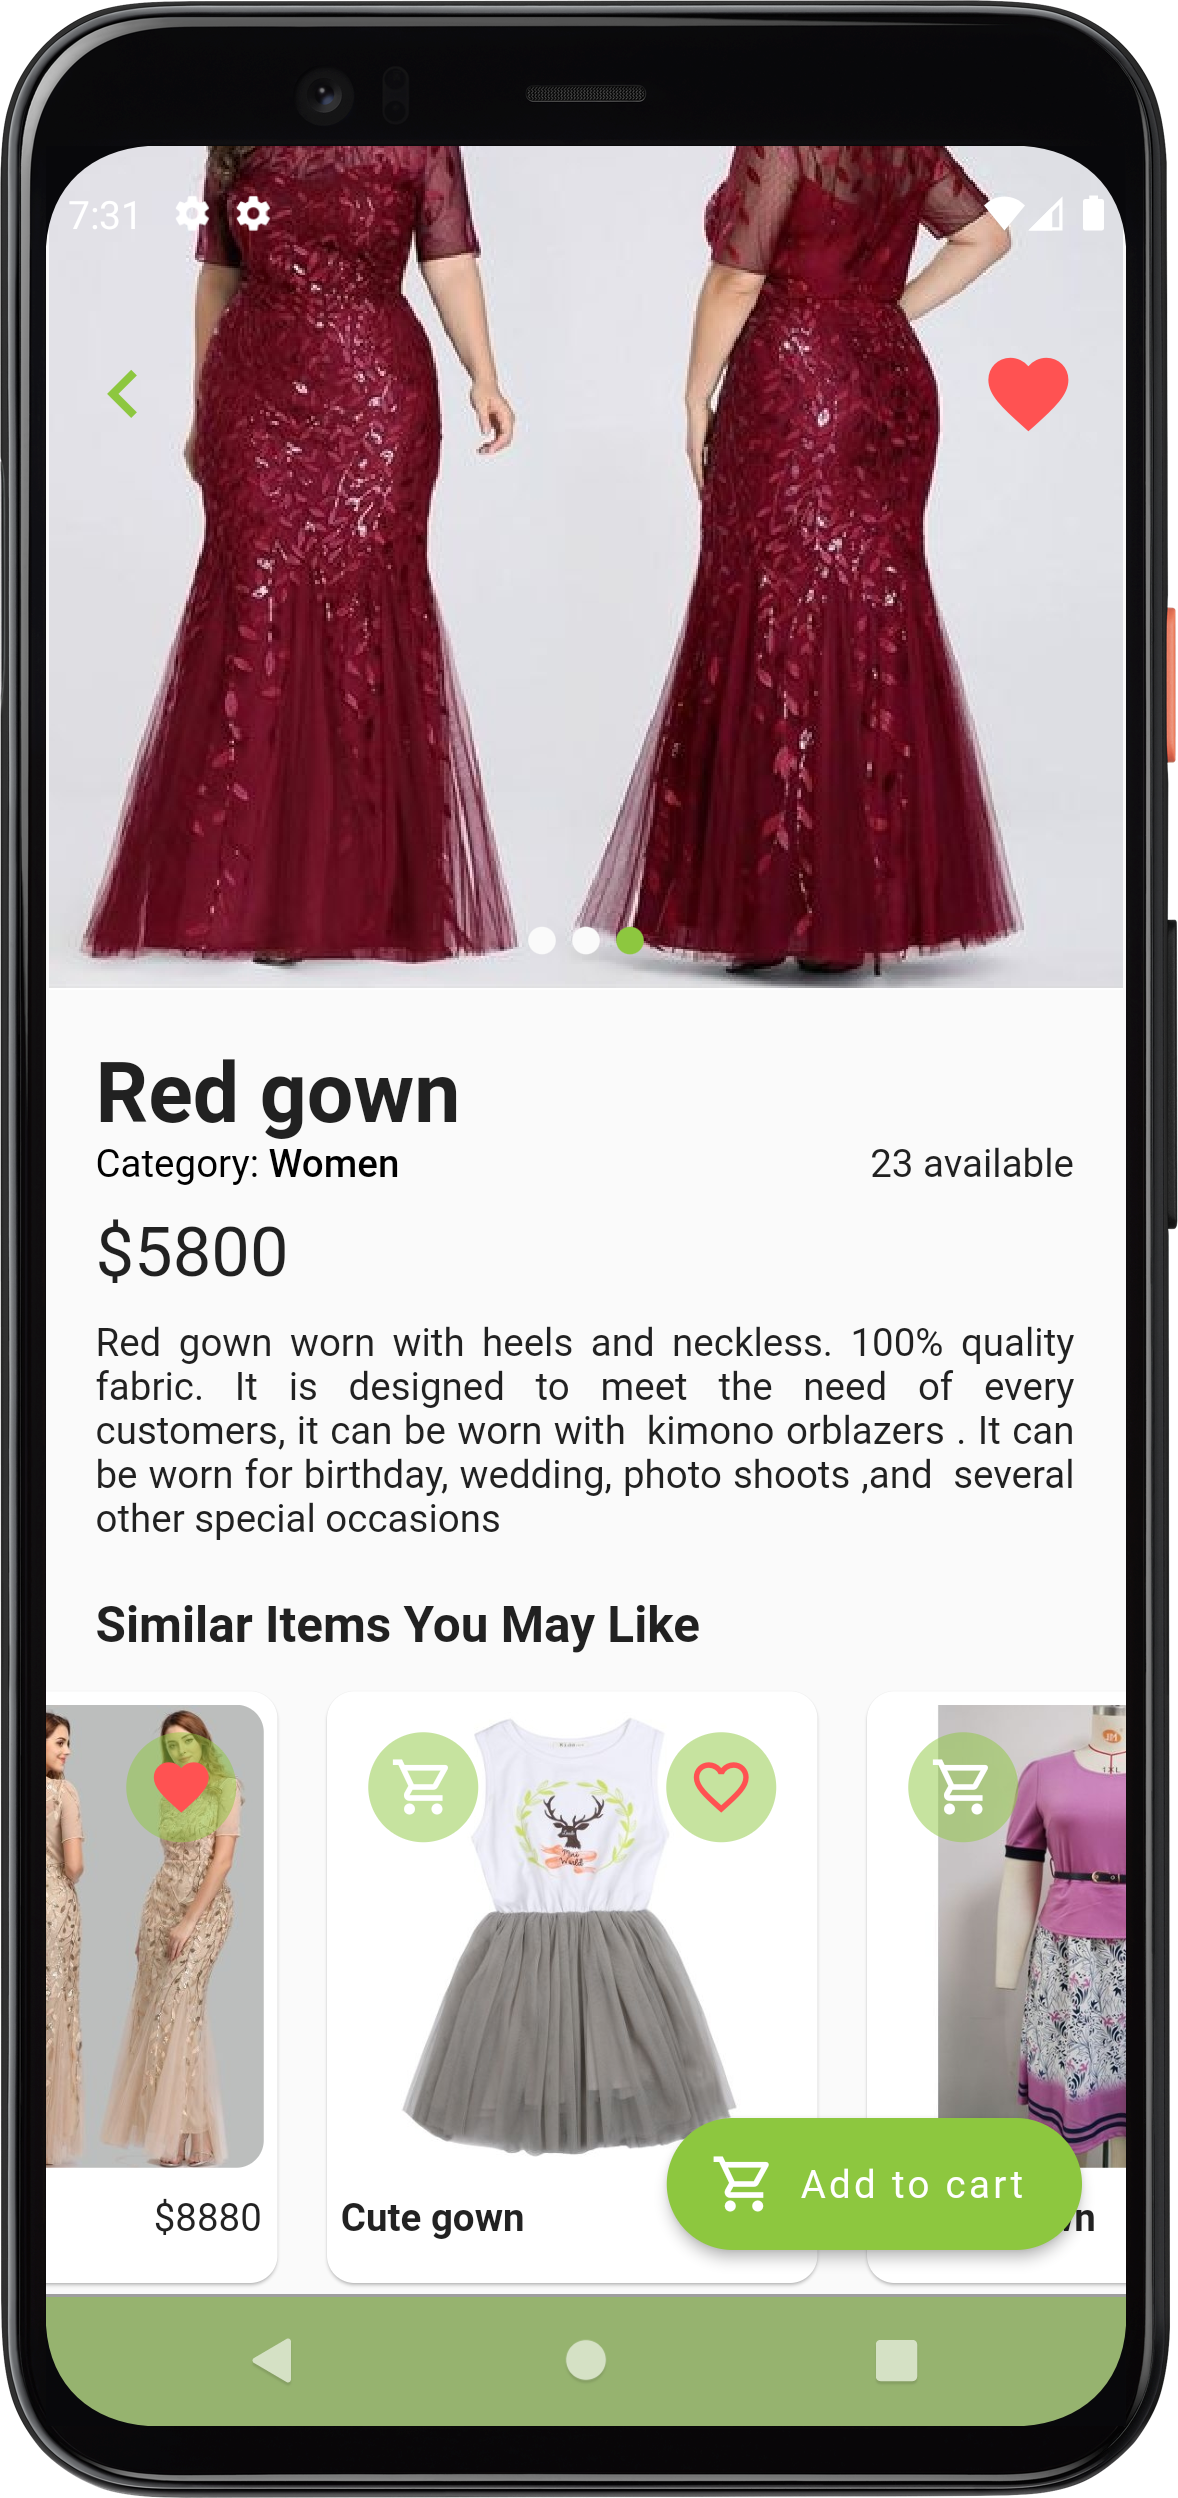 7:31
Red gown
Category: Women
23 available
$5800
Red gown worn with heels and neckless. 100% quality
fabric. It is designed to meet the need of every
customers, it can be worn with  kimono orblazers . It can
be worn for birthday, wedding, photo shoots ,and  several
other special occasions
Similar Items You May Like
Mini
World
1XL
$8880
Cute gown
Add to cart